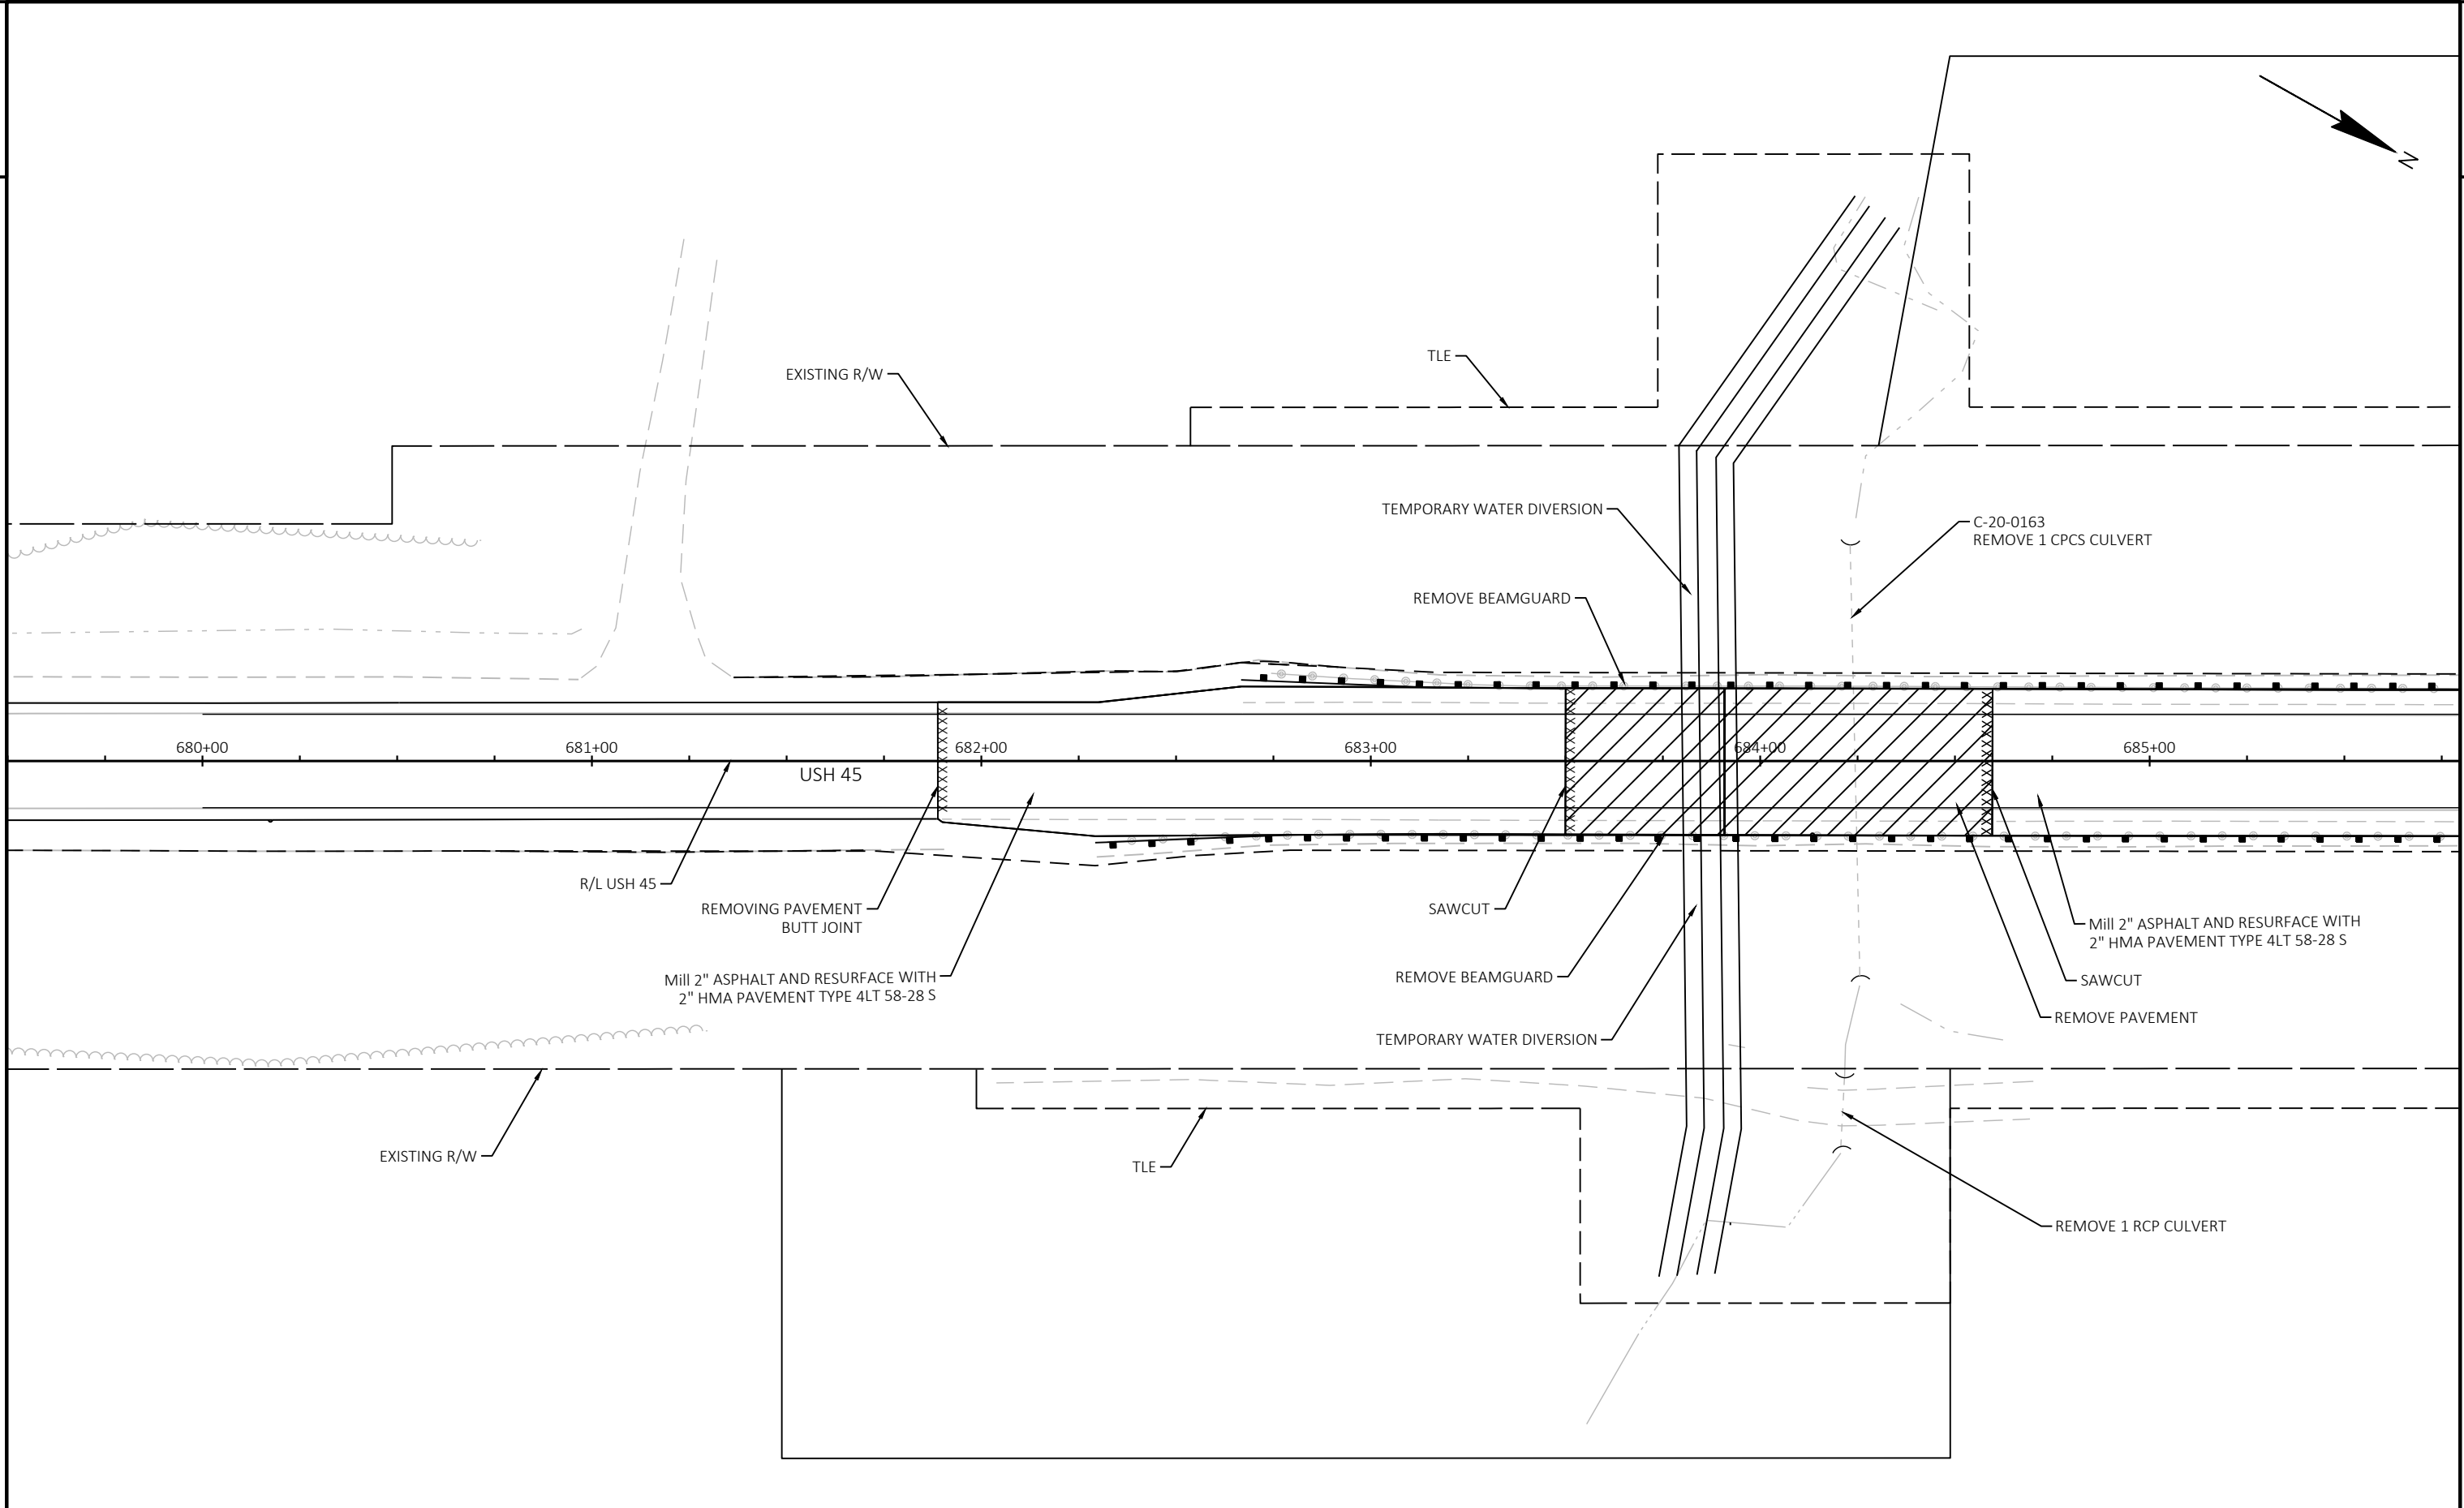 N
TLE
EXISTING R/W
TEMPORARY WATER DIVERSION
C-20-0163
REMOVE 1 CPCS CULVERT
REMOVE BEAMGUARD
680+00
681+00
682+00
683+00
684+00
685+00
USH 45
R/L USH 45
REMOVING PAVEMENT
BUTT JOINT
SAWCUT
Mill 2" ASPHALT AND RESURFACE WITH
2" HMA PAVEMENT TYPE 4LT 58-28 S
Mill 2" ASPHALT AND RESURFACE WITH
2" HMA PAVEMENT TYPE 4LT 58-28 S
REMOVE BEAMGUARD
SAWCUT
REMOVE PAVEMENT
TEMPORARY WATER DIVERSION
EXISTING R/W
TLE
REMOVE 1 RCP CULVERT